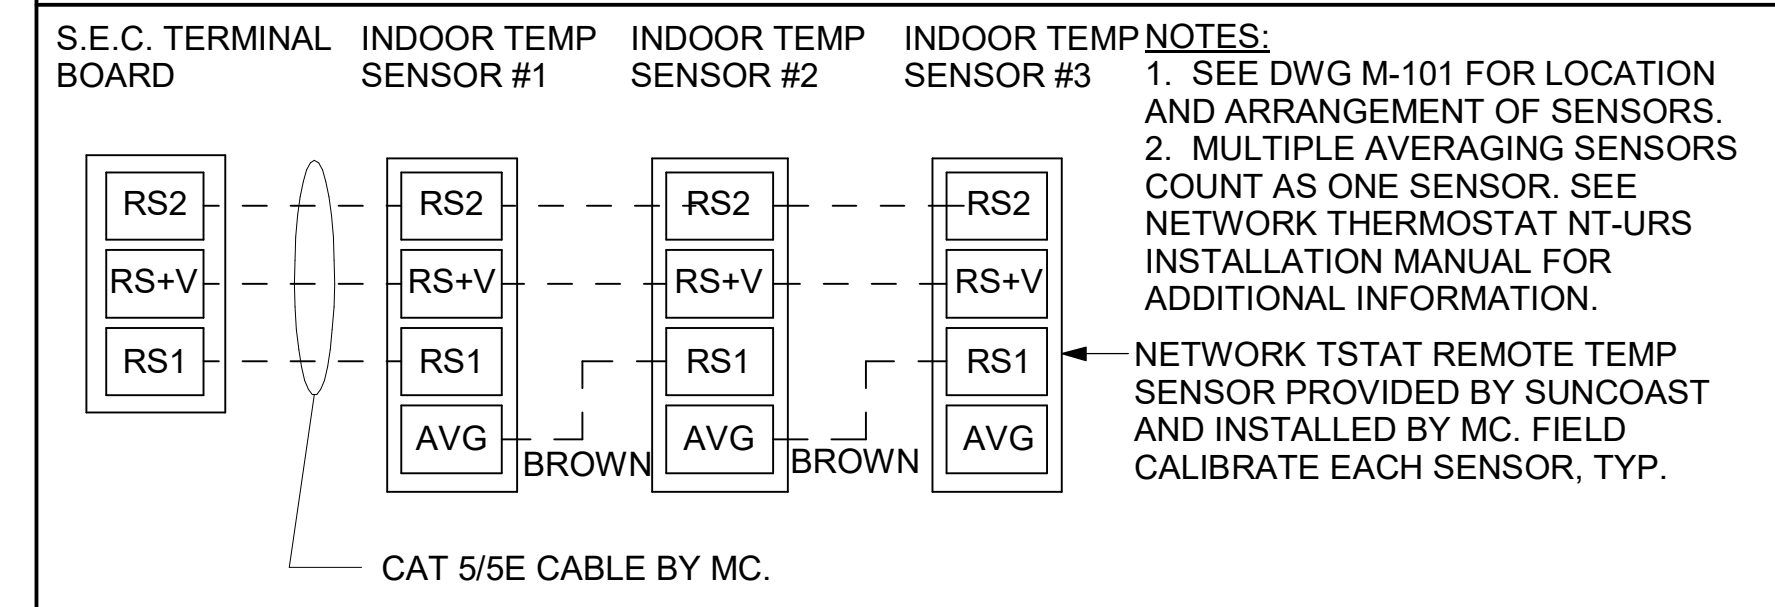 S.E.C. TERMINAL
BOARD
INDOOR TEMP
SENSOR #1
INDOOR TEMP
SENSOR #2
INDOOR TEMP
SENSOR #3
RS2
RS+V
RS1
RS2
RS+V
RS1
AVG
BROWN
RS2
RS+V
RS1
AVG
BROWN
RS2
RS+V
RS1
AVG
CAT 5/5E CABLE BY MC.
NOTES:
1. SEE DWG M-101 FOR LOCATION
AND ARRANGEMENT OF SENSORS.
2. MULTIPLE AVERAGING SENSORS
COUNT AS ONE SENSOR. SEE
NETWORK THERMOSTAT NT-URS
INSTALLATION MANUAL FOR
ADDITIONAL INFORMATION.
NETWORK TSTAT REMOTE TEMP
SENSOR PROVIDED BY SUNCOAST
AND INSTALLED BY MC. FIELD
CALIBRATE EACH SENSOR, TYP.